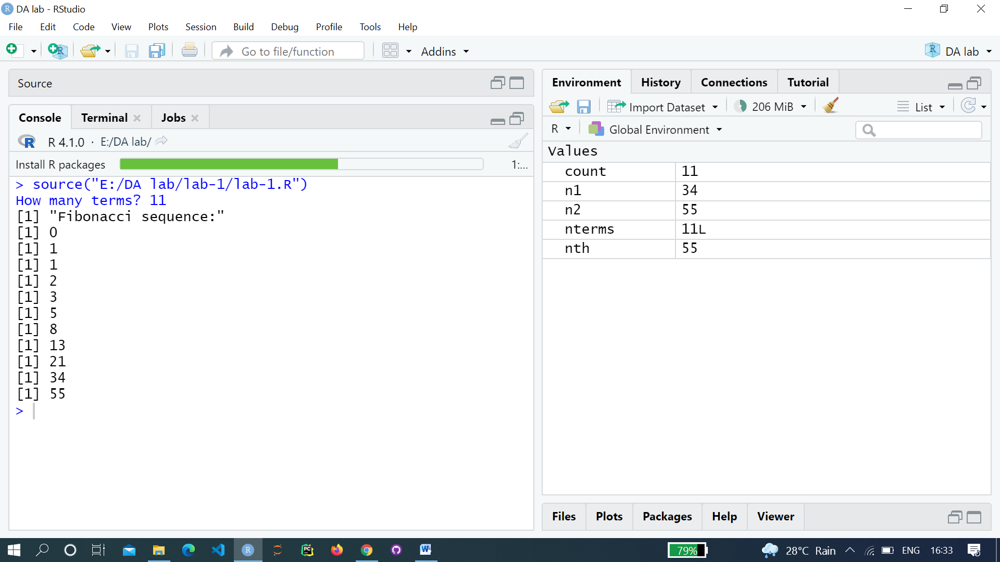 DA lab - RStudio
File Edit Code View Plots Session Build Debug Profile Tools Help
Go to file/function Addins DA lab
Source
Console Terminal Jobs
R 4.1.0 · E:/DA lab/
Install R packages 1:...
> source("E:/DA lab/lab-1/lab-1.R")
How many terms? 11
[1] "Fibonacci sequence:"
[1] 0
[1] 1
[1] 1
[1] 2
[1] 3
[1] 5
[1] 8
[1] 13
[1] 21
[1] 34
[1] 55
>
Environment History Connections Tutorial
Import Dataset 206 MiB List
R Global Environment
Values
count 11
n1 34
n2 55
nterms 11L
nth 55
Files Plots Packages Help Viewer
79% 28°C Rain ENG 16:33